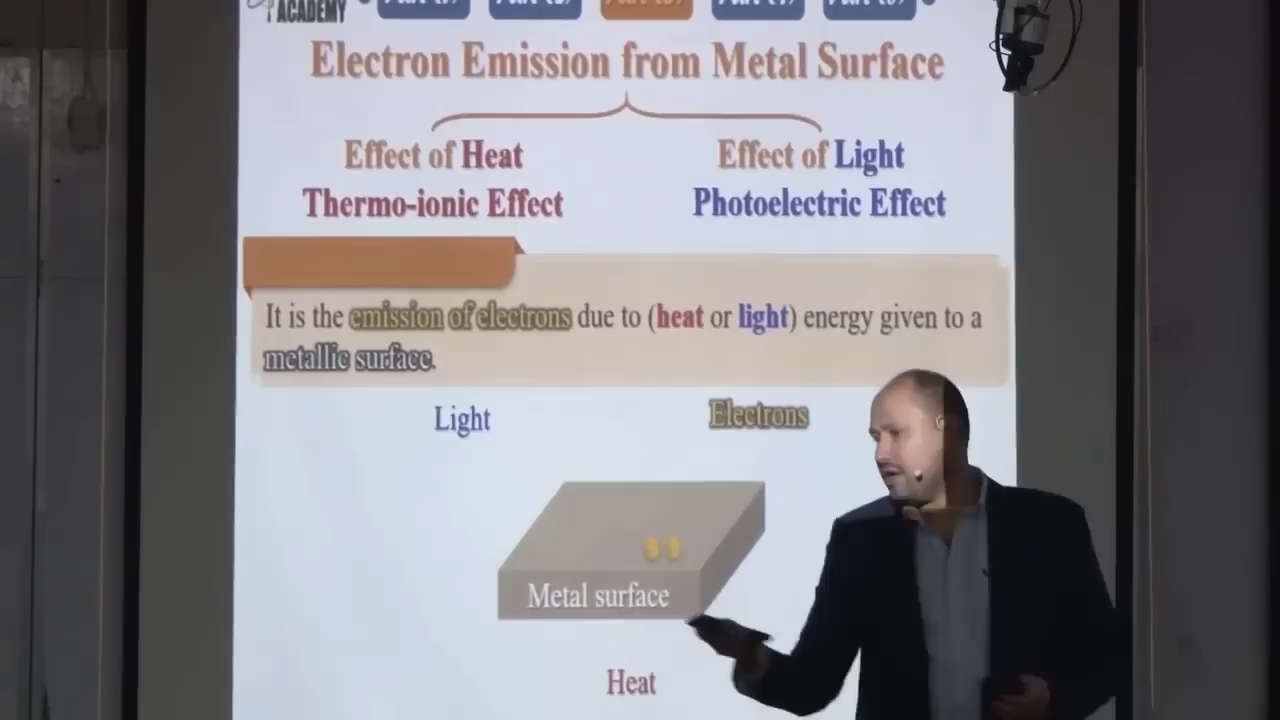 ACADEMY
Electron Emission from Metal Surface
Effect of Heat
Thermo-ionic Effect
Effect of Light
Photoelectric Effect
It is the emission of electrons due to (heat or light) energy given to a
metallic surface.
Light
Electrons
Metal surface
Heat